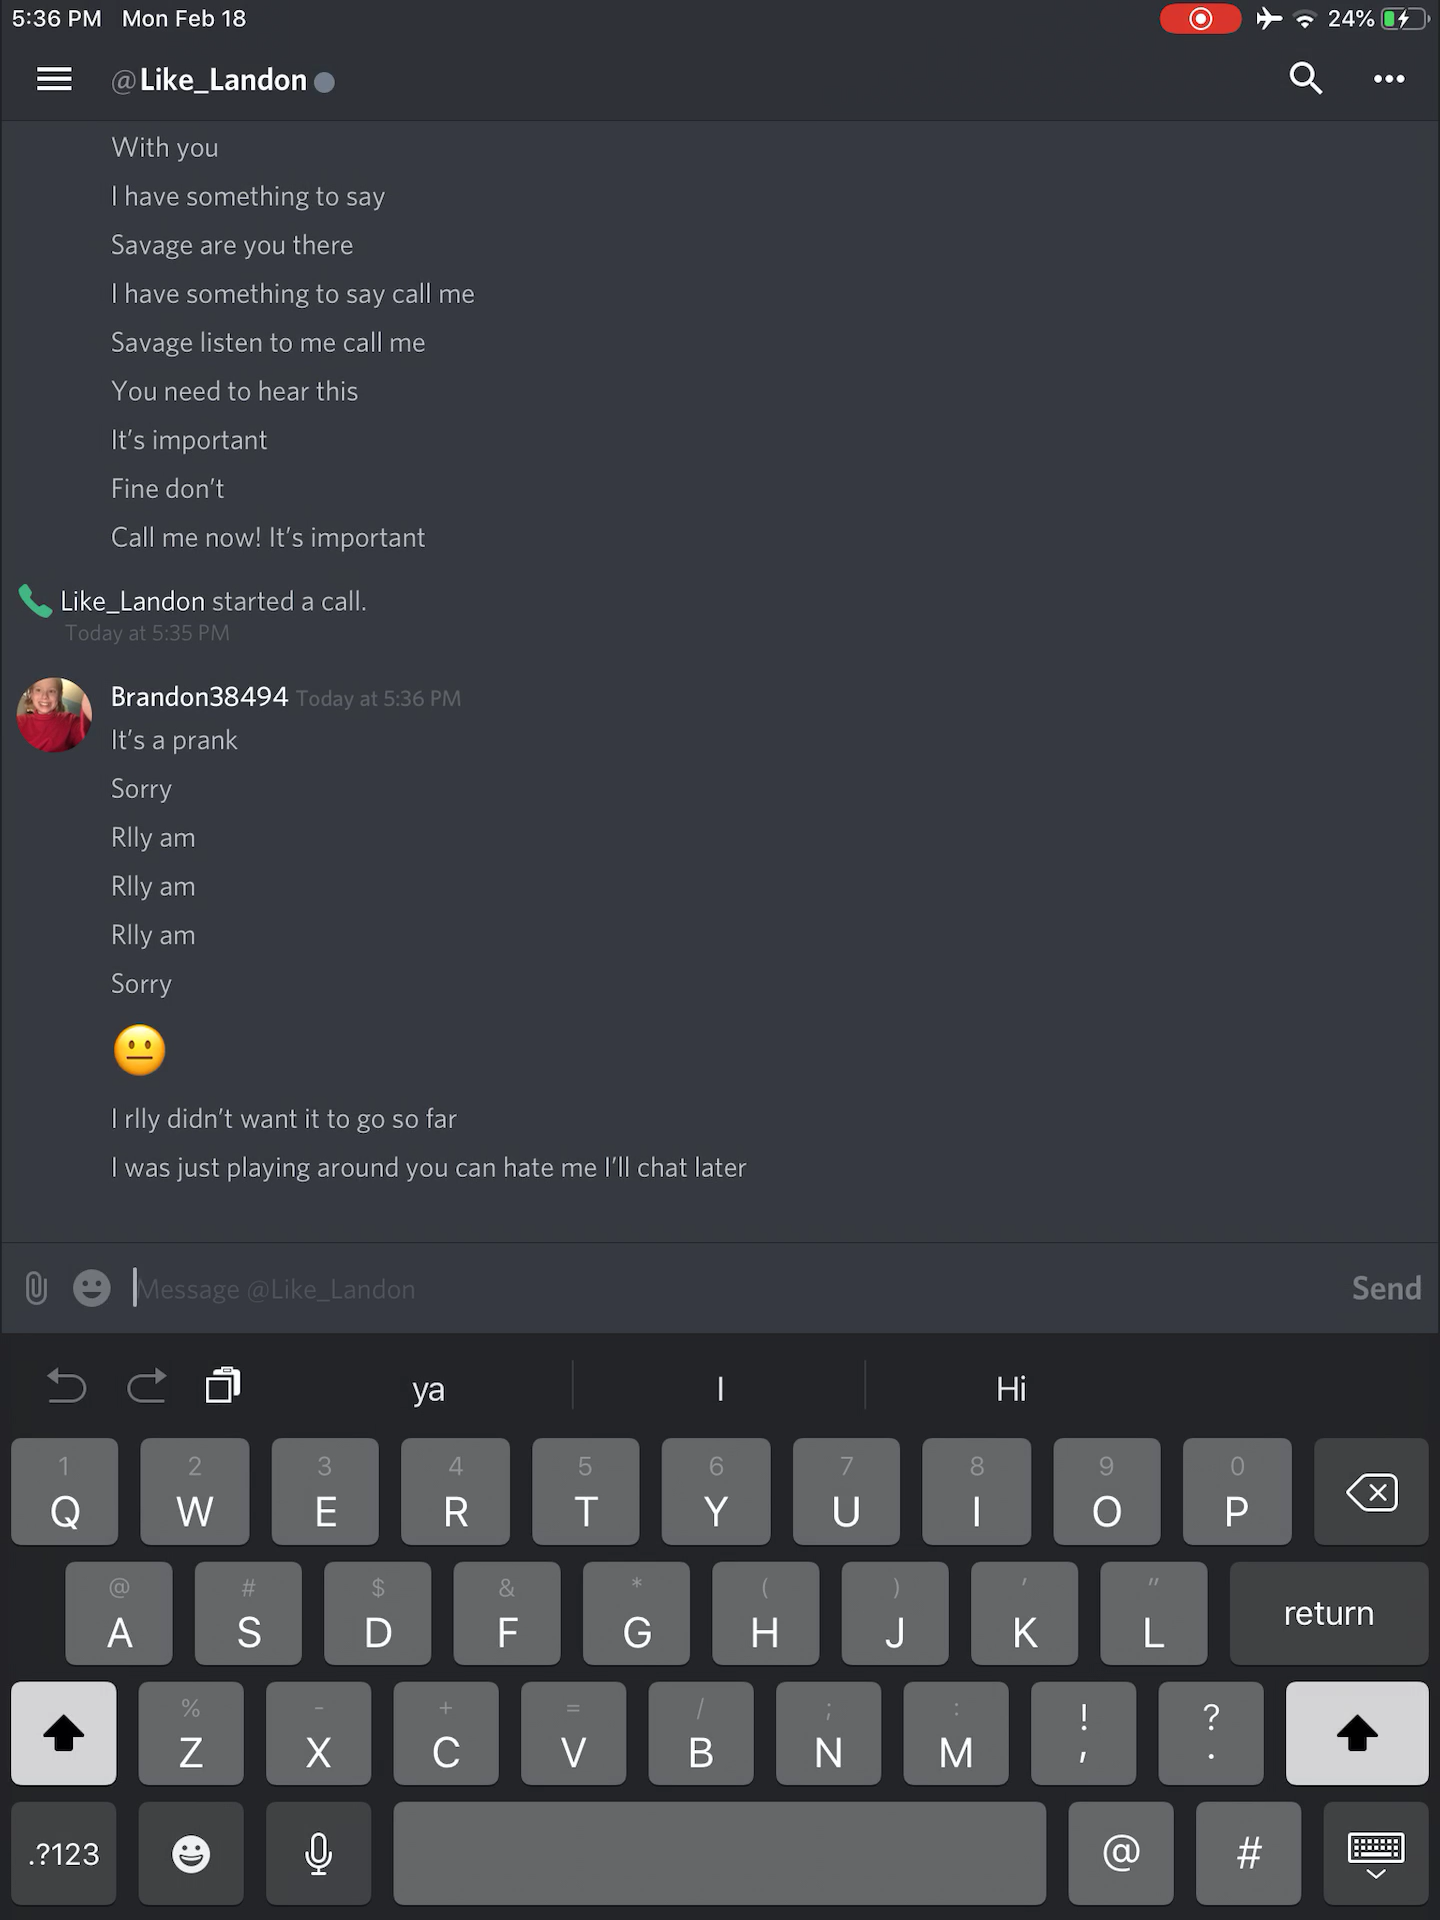 5:36 PM Mon Feb 18 24%
@Like_Landon
With you
I have something to say
Savage are you there
I have something to say call me
Savage listen to me call me
You need to hear this
It's important
Fine don't
Call me now! It's important
Like_Landon started a call.
Today at 5:35 PM
Brandon38494 Today at 5:36 PM
It's a prank
Sorry
Rlly am
Rlly am
Rlly am
Sorry
I rlly didn't want it to go so far
I was just playing around you can hate me I'll chat later
Message @Like_Landon Send
ya I Hi
1 2 3 4 5 6 7 8 9 0
Q W E R T Y U I O P
@ # $ & * ( ) ' "
A S D F G H J K L return
% - + = / ; : ! ?
Z X C V B N M , .
.?123 @ #